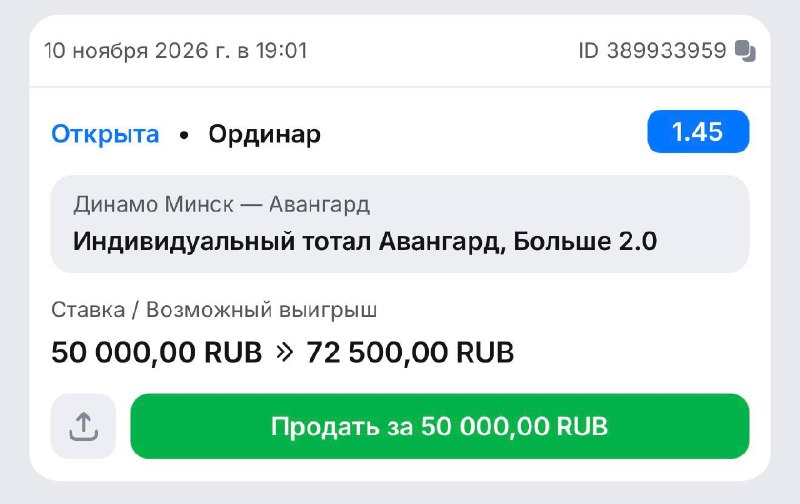 10 ноября 2026 г. в 19:01
ID 389933959
Открыта • Ординар
1.45
Динамо Минск — Авангард
Индивидуальный тотал Авангард, Больше 2.0
Ставка / Возможный выигрыш
50 000,00 RUB » 72 500,00 RUB
Продать за 50 000,00 RUB